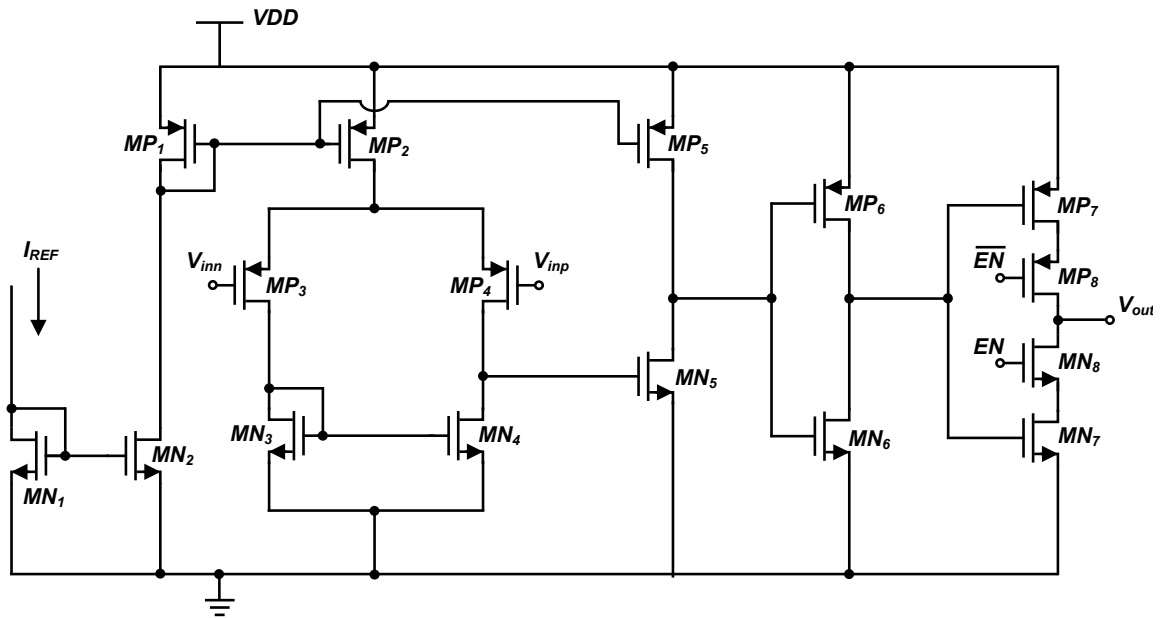 VDD
MP1
MP2
MP5
MP6
MP7
IREF
Vinn
MP3
MP4
Vinp
EN
MP8
Vout
EN
MN8
MN5
MN3
MN4
MN2
MN6
MN7
MN1